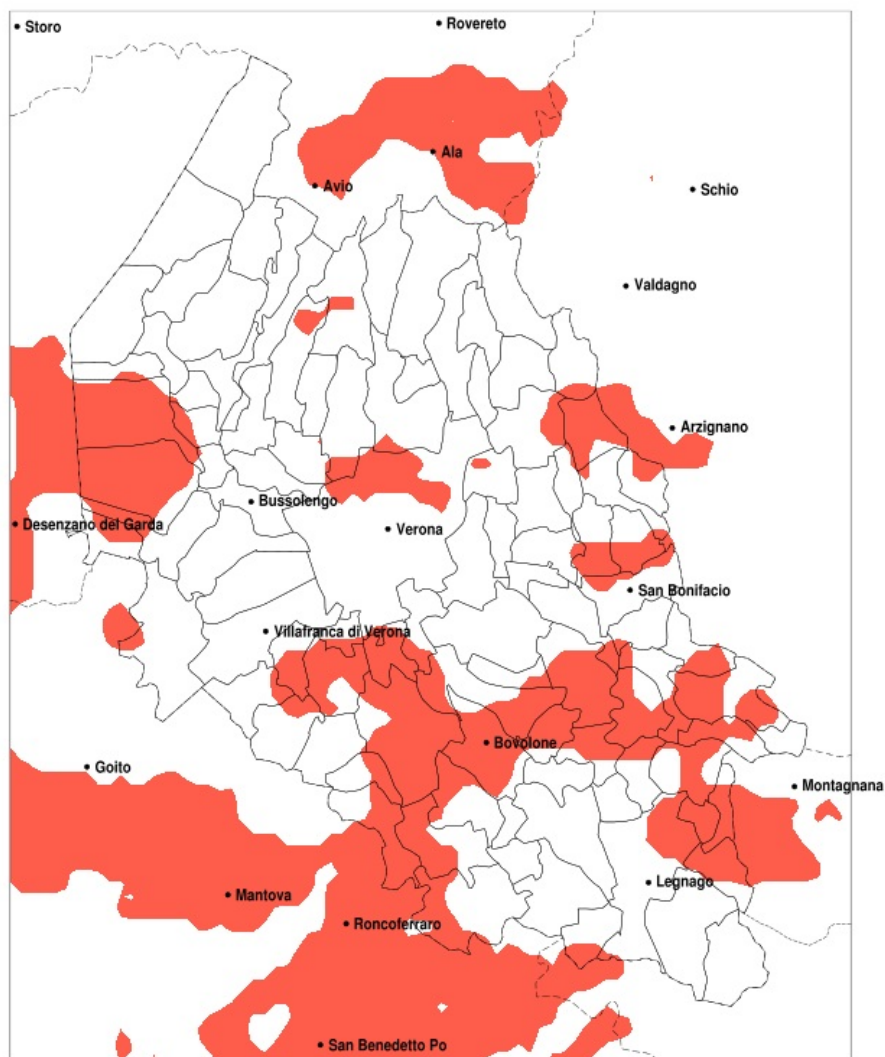 Storo
Rovereto
Ala
Avio
Schio
Valdagno
Arzignano
Bussolengo
Desenzano del Garda
Verona
San Bonifacio
Villafranca di Verona
Bovolone
Goito
Montagnana
Legnago
Mantova
Roncoferraro
San Benedetto Po